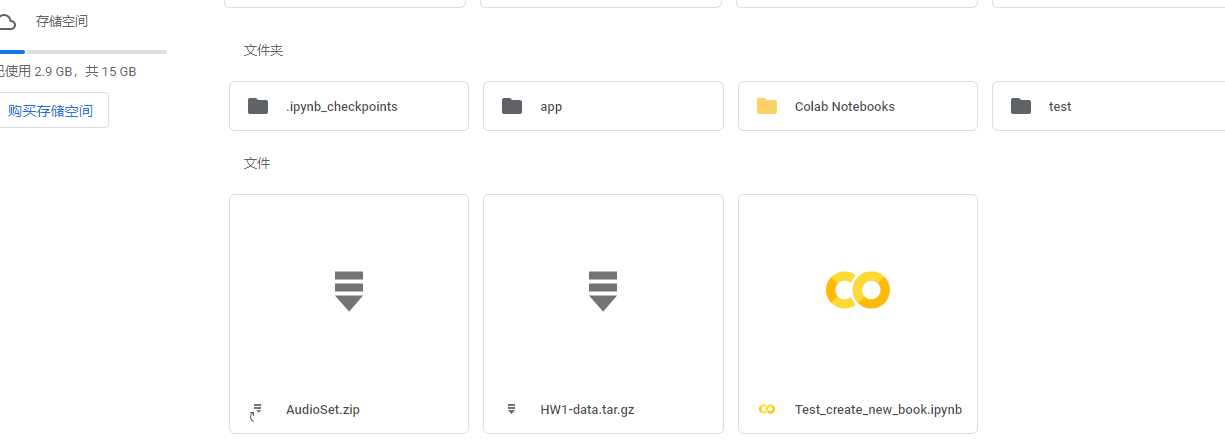 存储空间
已使用 2.9 GB，共 15 GB
购买存储空间
文件夹
.ipynb_checkpoints
app
Colab Notebooks
test
文件
AudioSet.zip
HW1-data.tar.gz
Test_create_new_book.ipynb